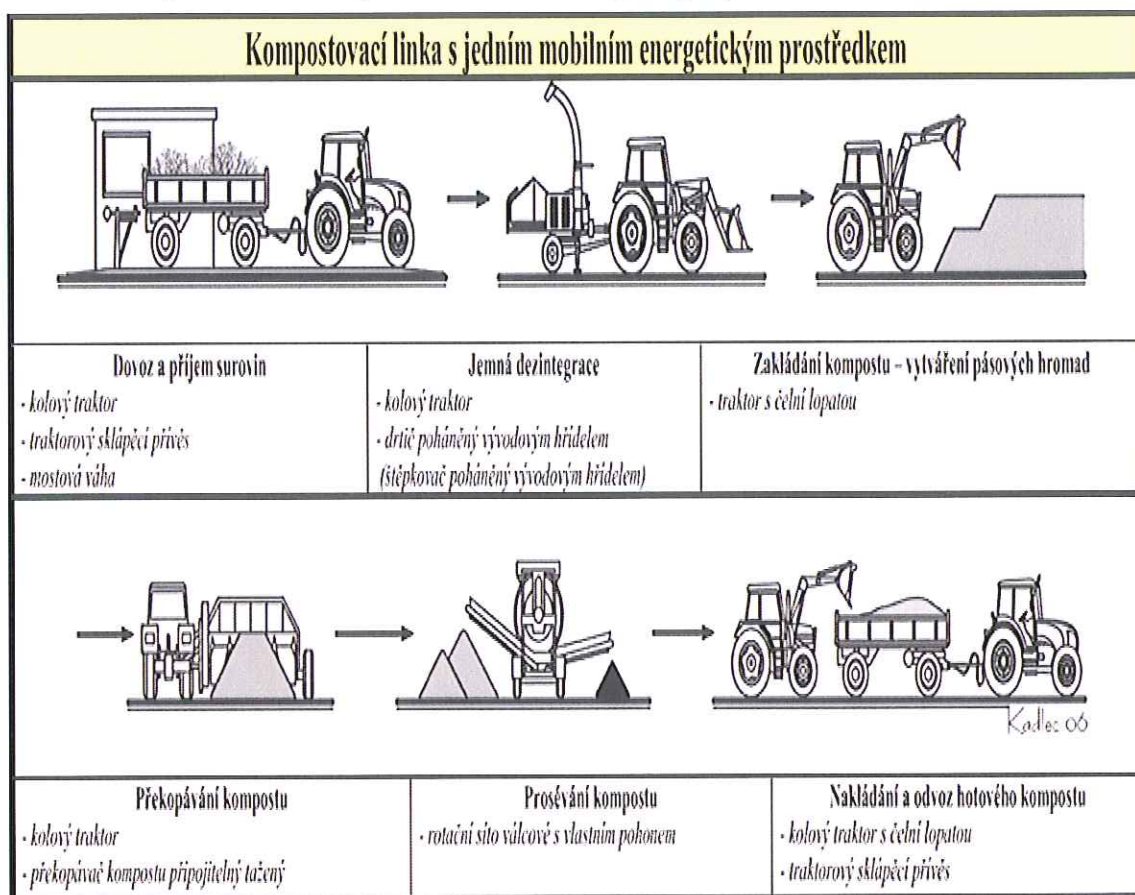 Kompostovací linka s jedním mobilním energetickým prostředkem
Dovoz a příjem surovin
- kolový traktor
- traktorový sklápěcí přívěs
- mostová váha
Jemná dezintegrace
- kolový traktor
- drtič poháněný vývodovým hřídelem
(štěpkovač poháněný vývodovým hřídelem)
Zakládání kompostu – vytváření pásových hromad
- traktor s čelní lopatou
Kadlec 06
Překopávání kompostu
- kolový traktor
- překopávač kompostu připojitelný tažený
Prosévání kompostu
- rotační síto válcové s vlastním pohonem
Nakládání a odvoz hotového kompostu
- kolový traktor s čelní lopatou
- traktorový sklápěcí přívěs